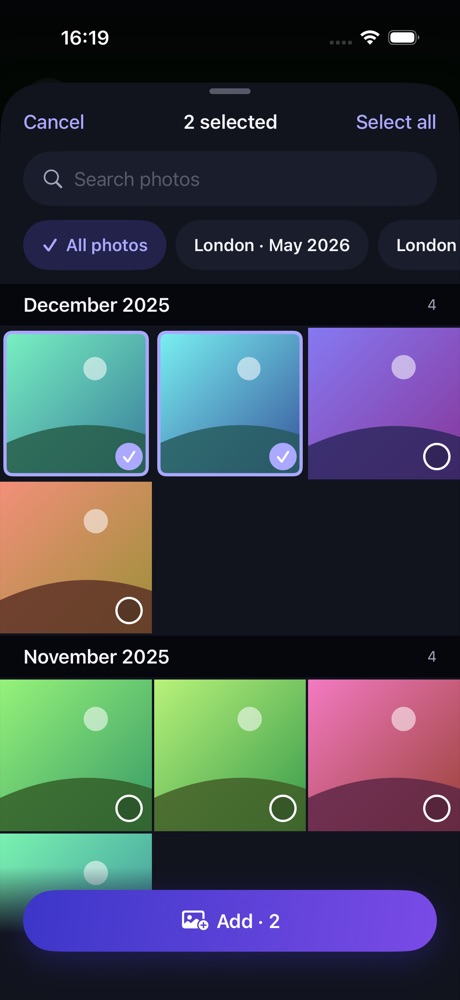 16:19
Cancel
2 selected
Select all
Search photos
All photos
London · May 2026
London
December 2025
4
November 2025
4
Add · 2